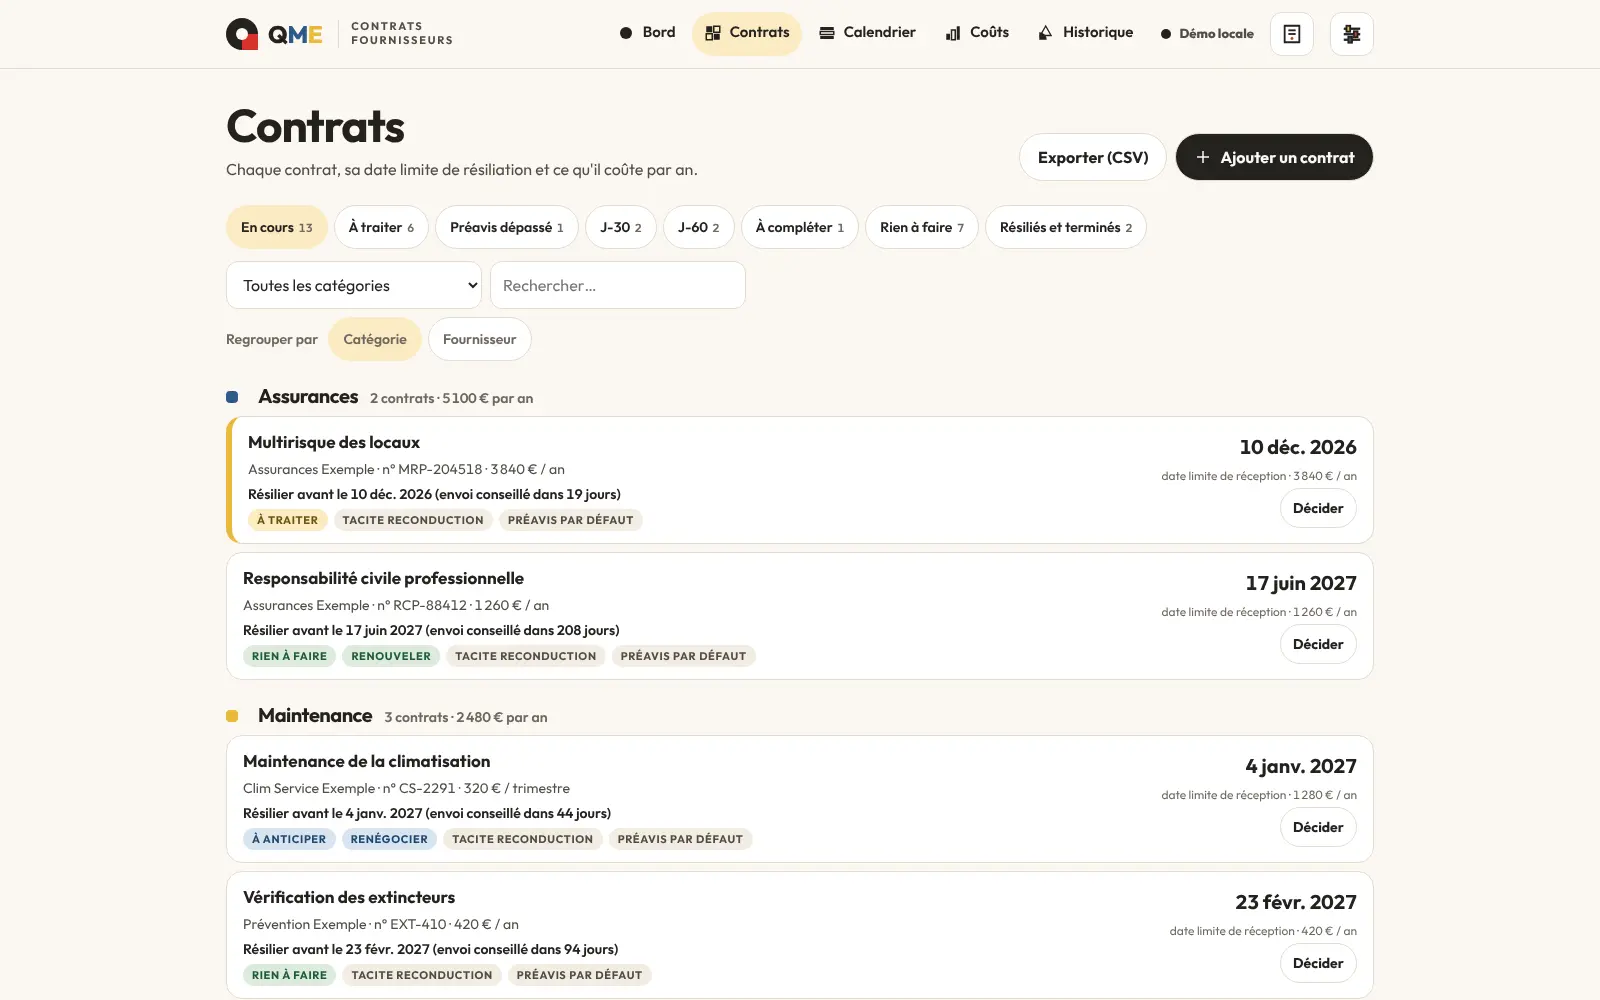 QME
CONTRATS
FOURNISSEURS
Bord
Contrats
Calendrier
Coûts
Historique
Démo locale
Contrats
Chaque contrat, sa date limite de résiliation et ce qu'il coûte par an.
Exporter (CSV)
+ Ajouter un contrat
En cours 13
À traiter 6
Préavis dépassé 1
J-30 2
J-60 2
À compléter 1
Rien à faire 7
Résiliés et terminés 2
Toutes les catégories
Rechercher…
Regrouper par
Catégorie
Fournisseur
Assurances 2 contrats · 5 100 € par an
Multirisque des locaux
Assurances Exemple · n° MRP-204518 · 3 840 € / an
Résilier avant le 10 déc. 2026 (envoi conseillé dans 19 jours)
À TRAITER TACITE RECONDUCTION PRÉAVIS PAR DÉFAUT
10 déc. 2026
date limite de réception · 3 840 € / an
Décider
Responsabilité civile professionnelle
Assurances Exemple · n° RCP-88412 · 1 260 € / an
Résilier avant le 17 juin 2027 (envoi conseillé dans 208 jours)
RIEN À FAIRE RENOUVELER TACITE RECONDUCTION PRÉAVIS PAR DÉFAUT
17 juin 2027
date limite de réception · 1 260 € / an
Décider
Maintenance 3 contrats · 2 480 € par an
Maintenance de la climatisation
Clim Service Exemple · n° CS-2291 · 320 € / trimestre
Résilier avant le 4 janv. 2027 (envoi conseillé dans 44 jours)
À ANTICIPER RENÉGOCIER TACITE RECONDUCTION PRÉAVIS PAR DÉFAUT
4 janv. 2027
date limite de réception · 1 280 € / an
Décider
Vérification des extincteurs
Prévention Exemple · n° EXT-410 · 420 € / an
Résilier avant le 23 févr. 2027 (envoi conseillé dans 94 jours)
RIEN À FAIRE TACITE RECONDUCTION PRÉAVIS PAR DÉFAUT
23 févr. 2027
date limite de réception · 420 € / an
Décider